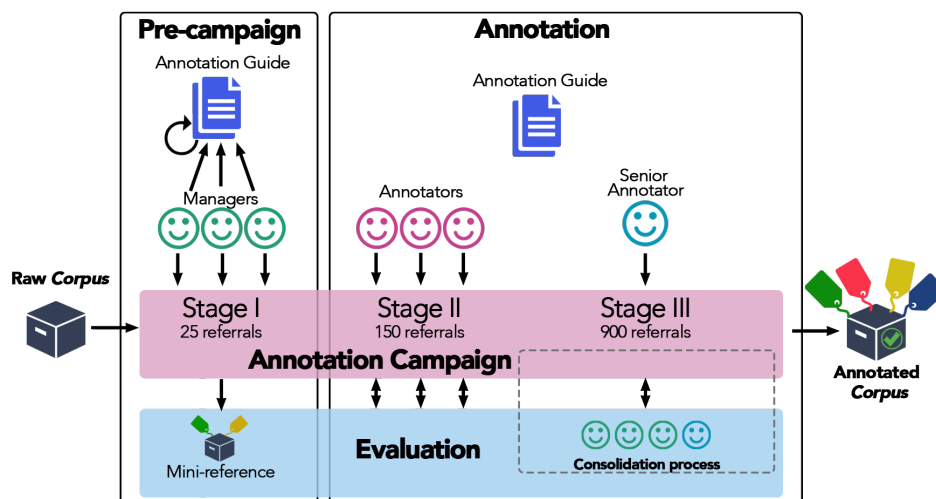 Pre-campaign
Annotation
Annotation Guide
Annotation Guide
Managers
Annotators
Senior
Annotator
Raw Corpus
Stage I
25 referrals
Stage II
150 referrals
Stage III
900 referrals
Annotation Campaign
Annotated
Corpus
Mini-reference
Evaluation
Consolidation process